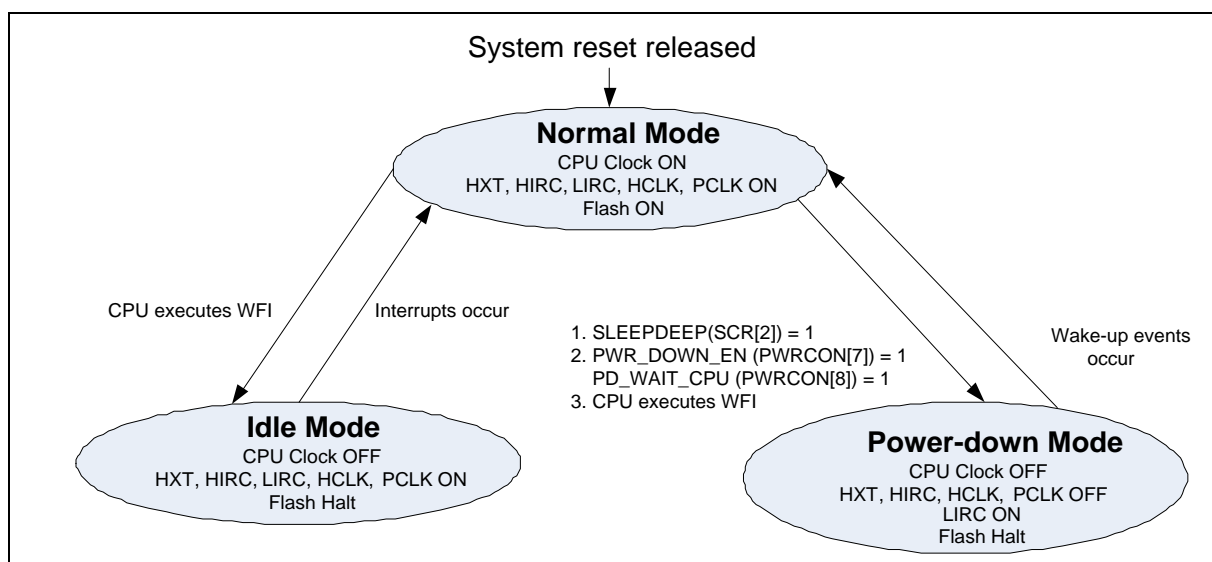 System reset released
Normal Mode
CPU Clock ON
HXT, HIRC, LIRC, HCLK, PCLK ON
Flash ON
CPU executes WFI
Interrupts occur
1. SLEEPDEEP(SCR[2]) = 1
2. PWR_DOWN_EN (PWRCON[7]) = 1
PD_WAIT_CPU (PWRCON[8]) = 1
3. CPU executes WFI
Wake-up events
occur
Idle Mode
CPU Clock OFF
HXT, HIRC, LIRC, HCLK, PCLK ON
Flash Halt
Power-down Mode
CPU Clock OFF
HXT, HIRC, HCLK, PCLK OFF
LIRC ON
Flash Halt